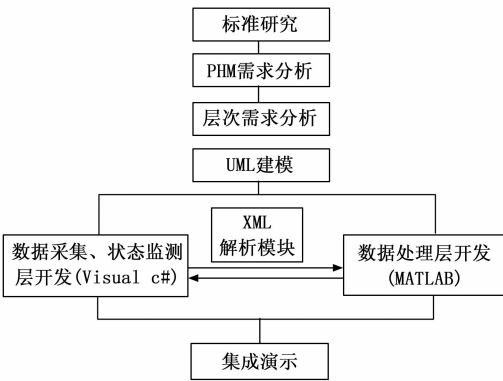 标准研究
PHM需求分析
层次需求分析
UML建模
XML
解析模块
数据采集、状态监测
层开发(Visual c#)
数据处理层开发
(MATLAB)
集成演示